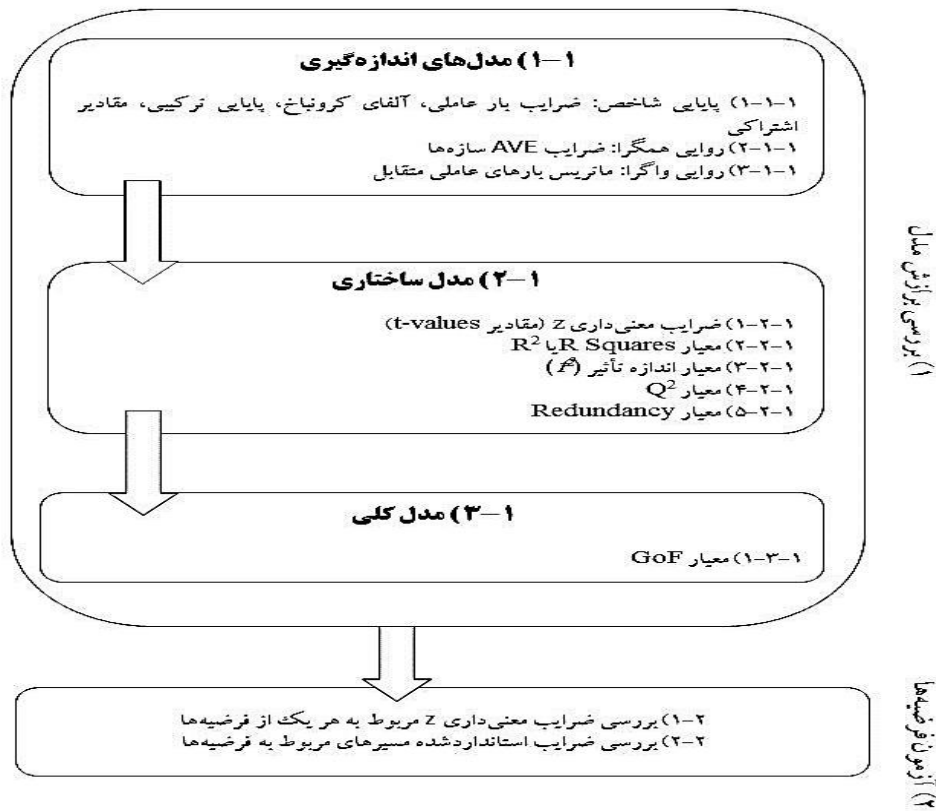 ۱-۱) مدل‌های اندازه‌گیری
۱-۱-۱) پایایی شاخص: ضرایب بار عاملی، آلفای کرونباخ، پایایی ترکیبی، مقادیر
اشتراکی
۲-۱-۱) روایی همگرا: ضرایب AVE سازه‌ها
۳-۱-۱) روایی واگرا: ماتریس بارهای عاملی متقابل
۲-۱) مدل ساختاری
۱-۲-۱) ضرایب معنی‌داری z (مقادیر t-values)
۲-۲-۱) معیار R Squares یا R²
۳-۲-۱) معیار اندازه تأثیر (f²)
۴-۲-۱) معیار Q²
۵-۲-۱) معیار Redundancy
۳-۱) مدل کلی
۱-۳-۱) معیار GoF
۱) بررسی برازش مدل
۱-۲) بررسی ضرایب معنی‌داری z مربوط به هر یک از فرضیه‌ها
۲-۲) بررسی ضرایب استانداردشده مسیرهای مربوط به فرضیه‌ها
۲) آزمون فرضیه‌ها